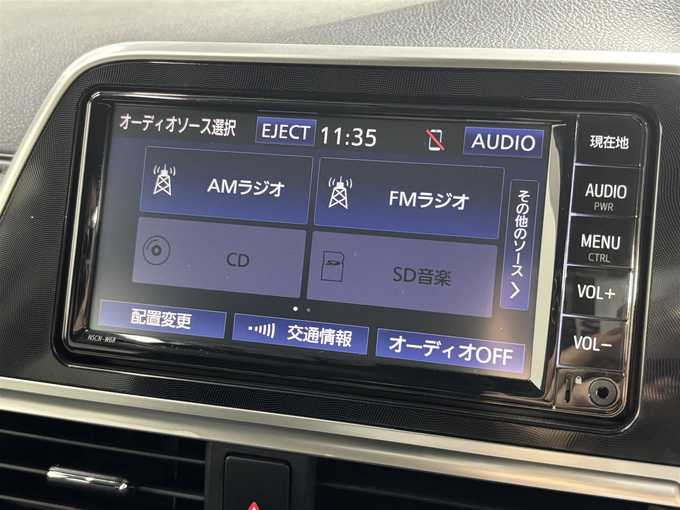 オーディオソース選択 EJECT 11:35 AUDIO
AMラジオ FMラジオ
CD SD音楽
その他のソース
配置変更 交通情報 オーディオOFF
NSCN-W68
現在地
AUDIO
PWR
MENU
CTRL
VOL+
VOL-